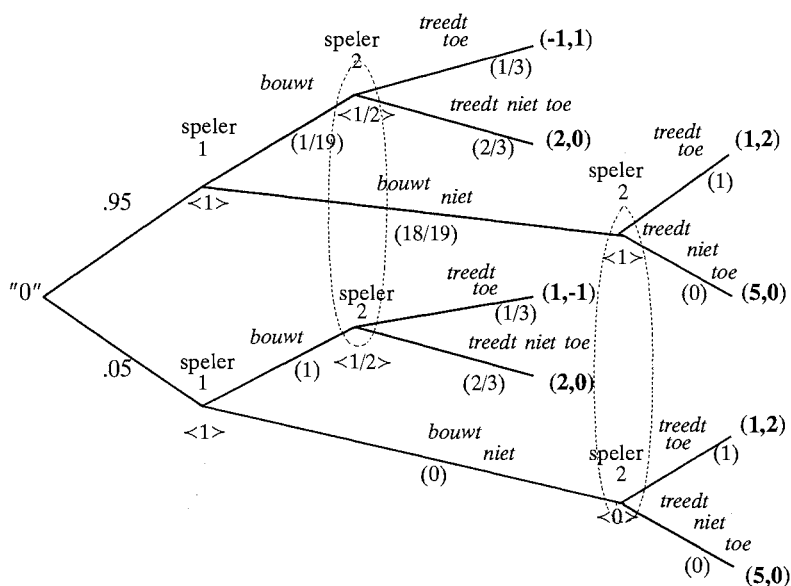 treedt
toe
(-1,1)
(1/3)
speler
2
bouwt
<1/2>
treedt niet toe
(2/3)
(2,0)
speler
1
(1/19)
.95
<1>
bouwt
niet
(18/19)
speler
2
<1>
treedt
toe
(1)
(1,2)
treedt
niet
toe
(0)
(5,0)
"0"
.05
speler
1
<1>
bouwt
(1)
speler
2
<1/2>
treedt
toe
(1/3)
(1,-1)
treedt niet toe
(2/3)
(2,0)
bouwt
niet
(0)
speler
2
<0>
treedt
toe
(1)
(1,2)
treedt
niet
toe
(0)
(5,0)